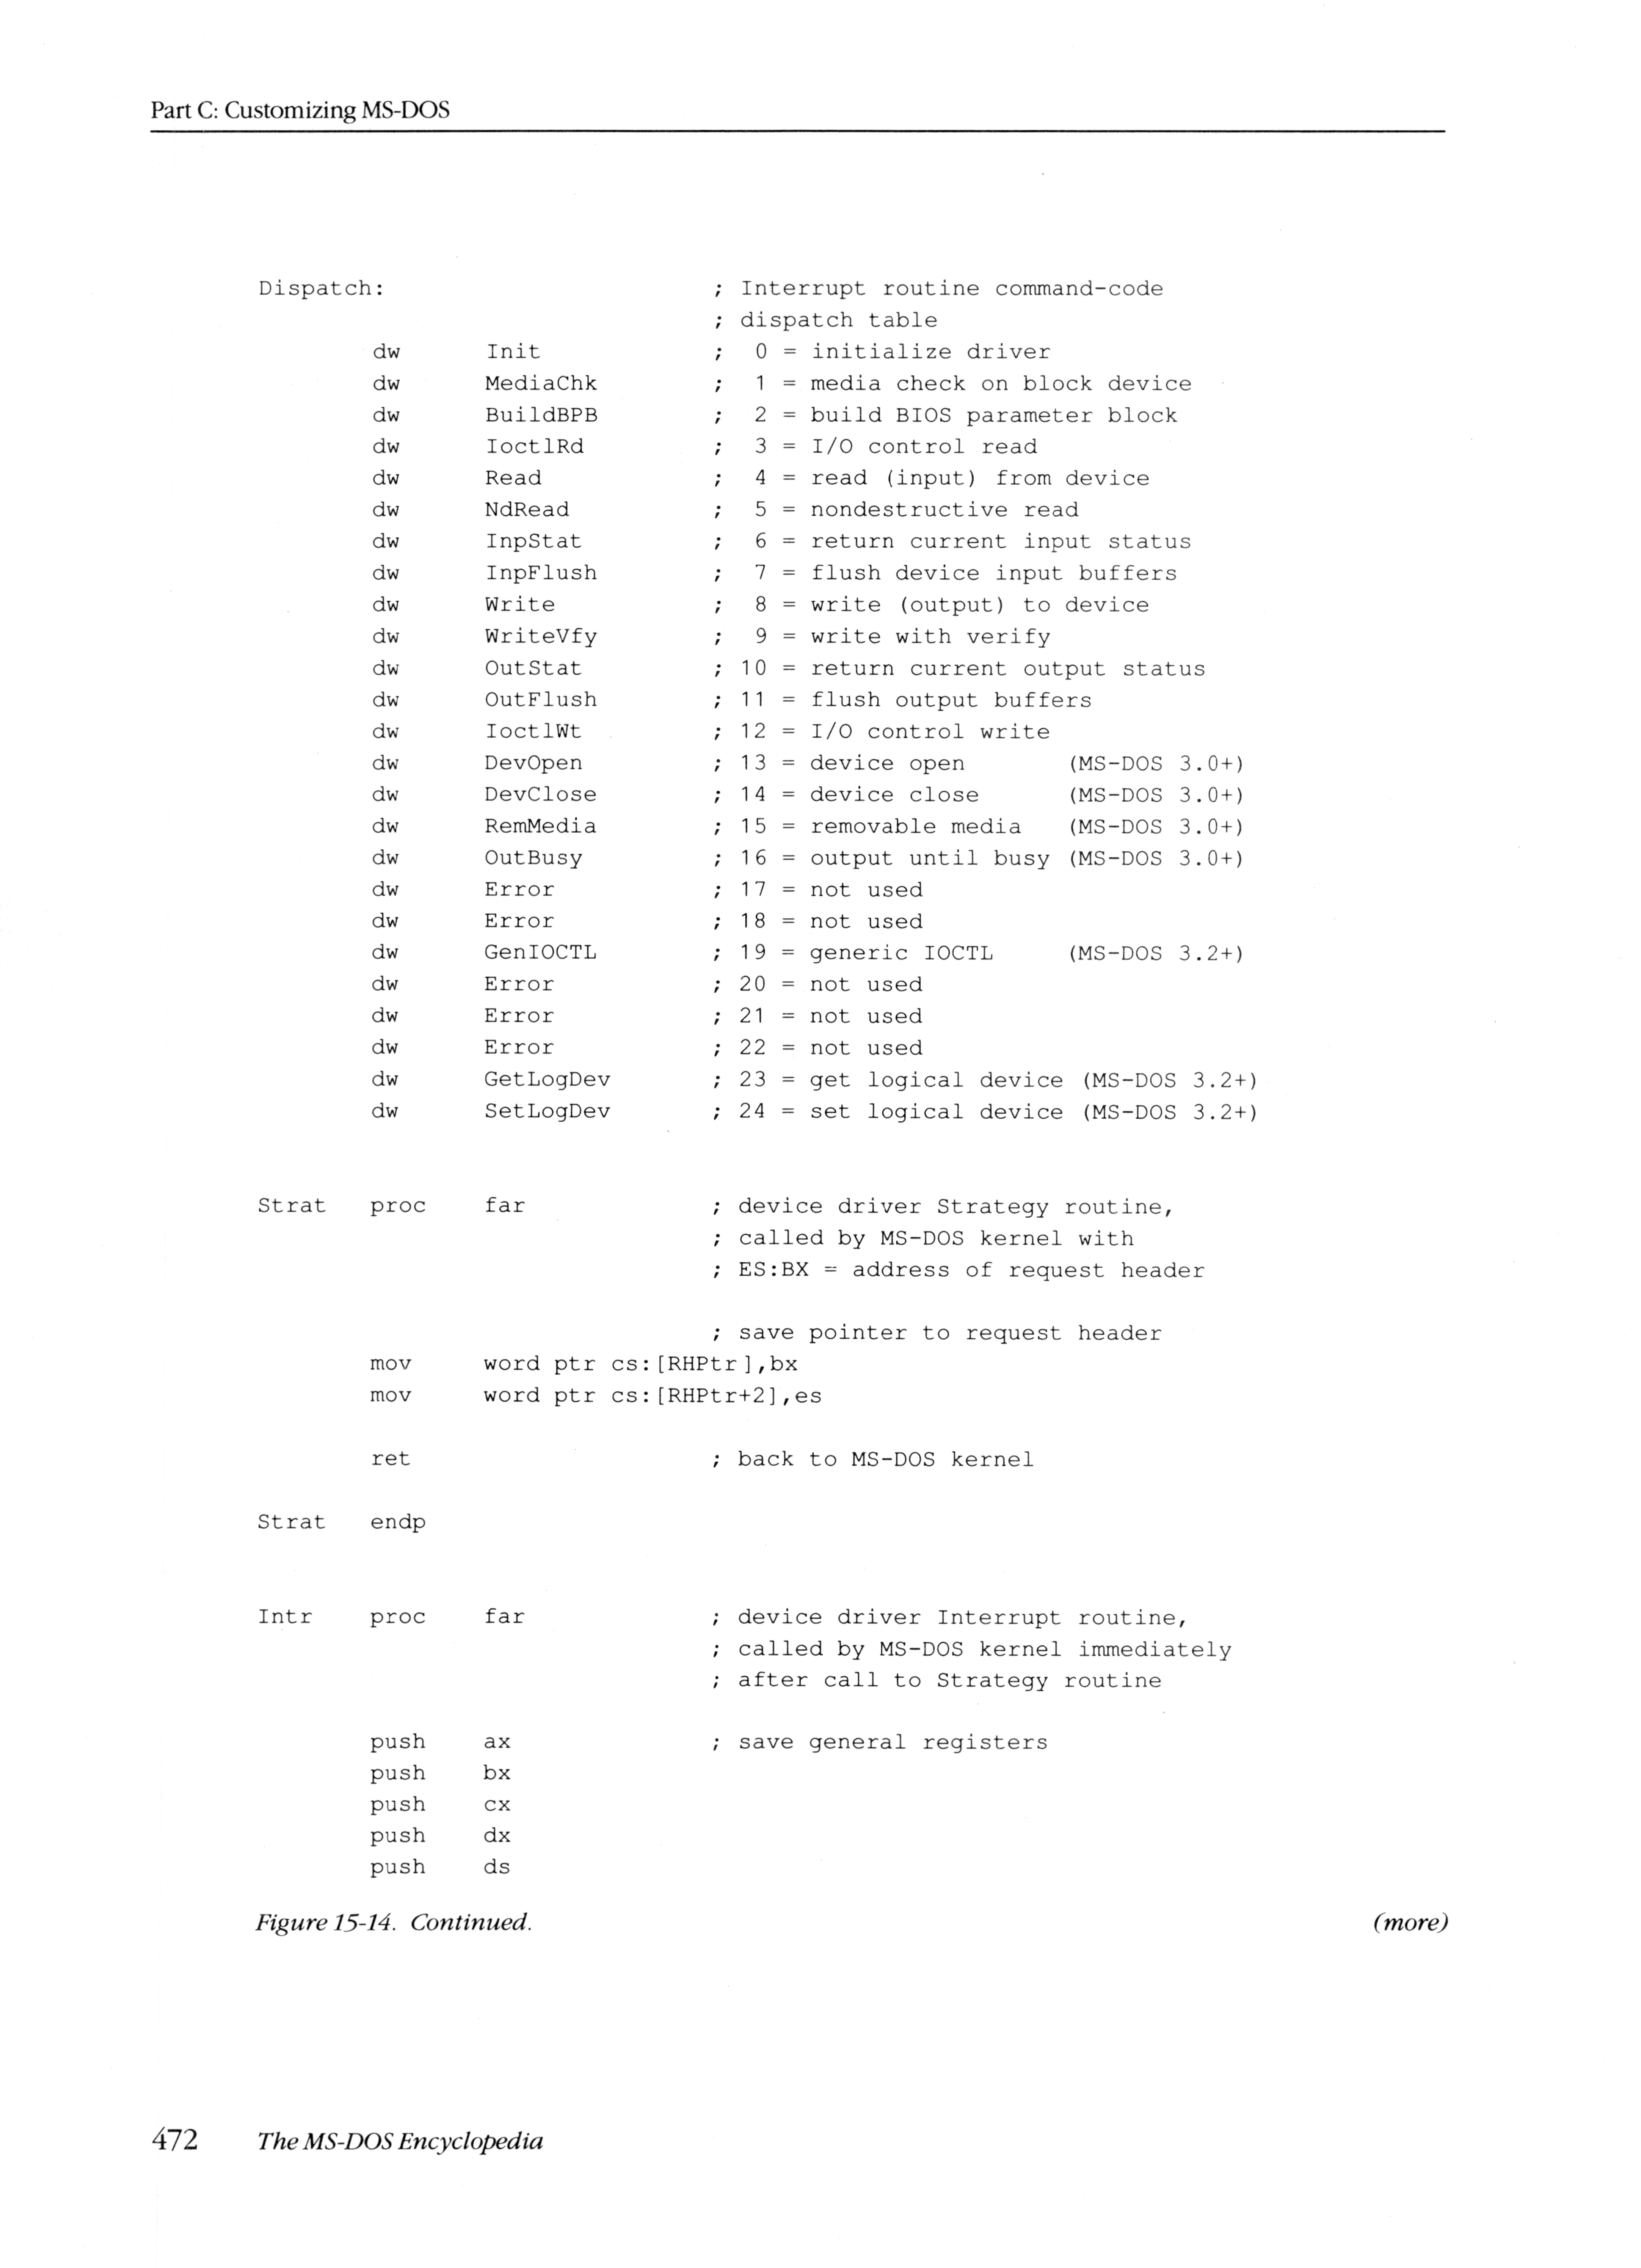 Part C: Customizing MS-DOS
Dispatch: ; Interrupt routine command-code
; dispatch table
dw Init ; 0 = initialize driver
dw MediaChk ; 1 = media check on block device
dw BuildBPB ; 2 = build BIOS parameter block
dw IoctlRd ; 3 = I/O control read
dw Read ; 4 = read (input) from device
dw NdRead ; 5 = nondestructive read
dw InpStat ; 6 = return current input status
dw InpFlush ; 7 = flush device input buffers
dw Write ; 8 = write (output) to device
dw WriteVfy ; 9 = write with verify
dw OutStat ; 10 = return current output status
dw OutFlush ; 11 = flush output buffers
dw IoctlWt ; 12 = I/O control write
dw DevOpen ; 13 = device open (MS-DOS 3.0+)
dw DevClose ; 14 = device close (MS-DOS 3.0+)
dw RemMedia ; 15 = removable media (MS-DOS 3.0+)
dw OutBusy ; 16 = output until busy (MS-DOS 3.0+)
dw Error ; 17 = not used
dw Error ; 18 = not used
dw GenIOCTL ; 19 = generic IOCTL (MS-DOS 3.2+)
dw Error ; 20 = not used
dw Error ; 21 = not used
dw Error ; 22 = not used
dw GetLogDev ; 23 = get logical device (MS-DOS 3.2+)
dw SetLogDev ; 24 = set logical device (MS-DOS 3.2+)
Strat proc far ; device driver Strategy routine,
; called by MS-DOS kernel with
; ES:BX = address of request header
; save pointer to request header
mov word ptr cs:[RHPtr],bx
mov word ptr cs:[RHPtr+2],es
ret ; back to MS-DOS kernel
Strat endp
Intr proc far ; device driver Interrupt routine,
; called by MS-DOS kernel immediately
; after call to Strategy routine
push ax ; save general registers
push bx
push cx
push dx
push ds
Figure 15-14. Continued. (more)
472 The MS-DOS Encyclopedia